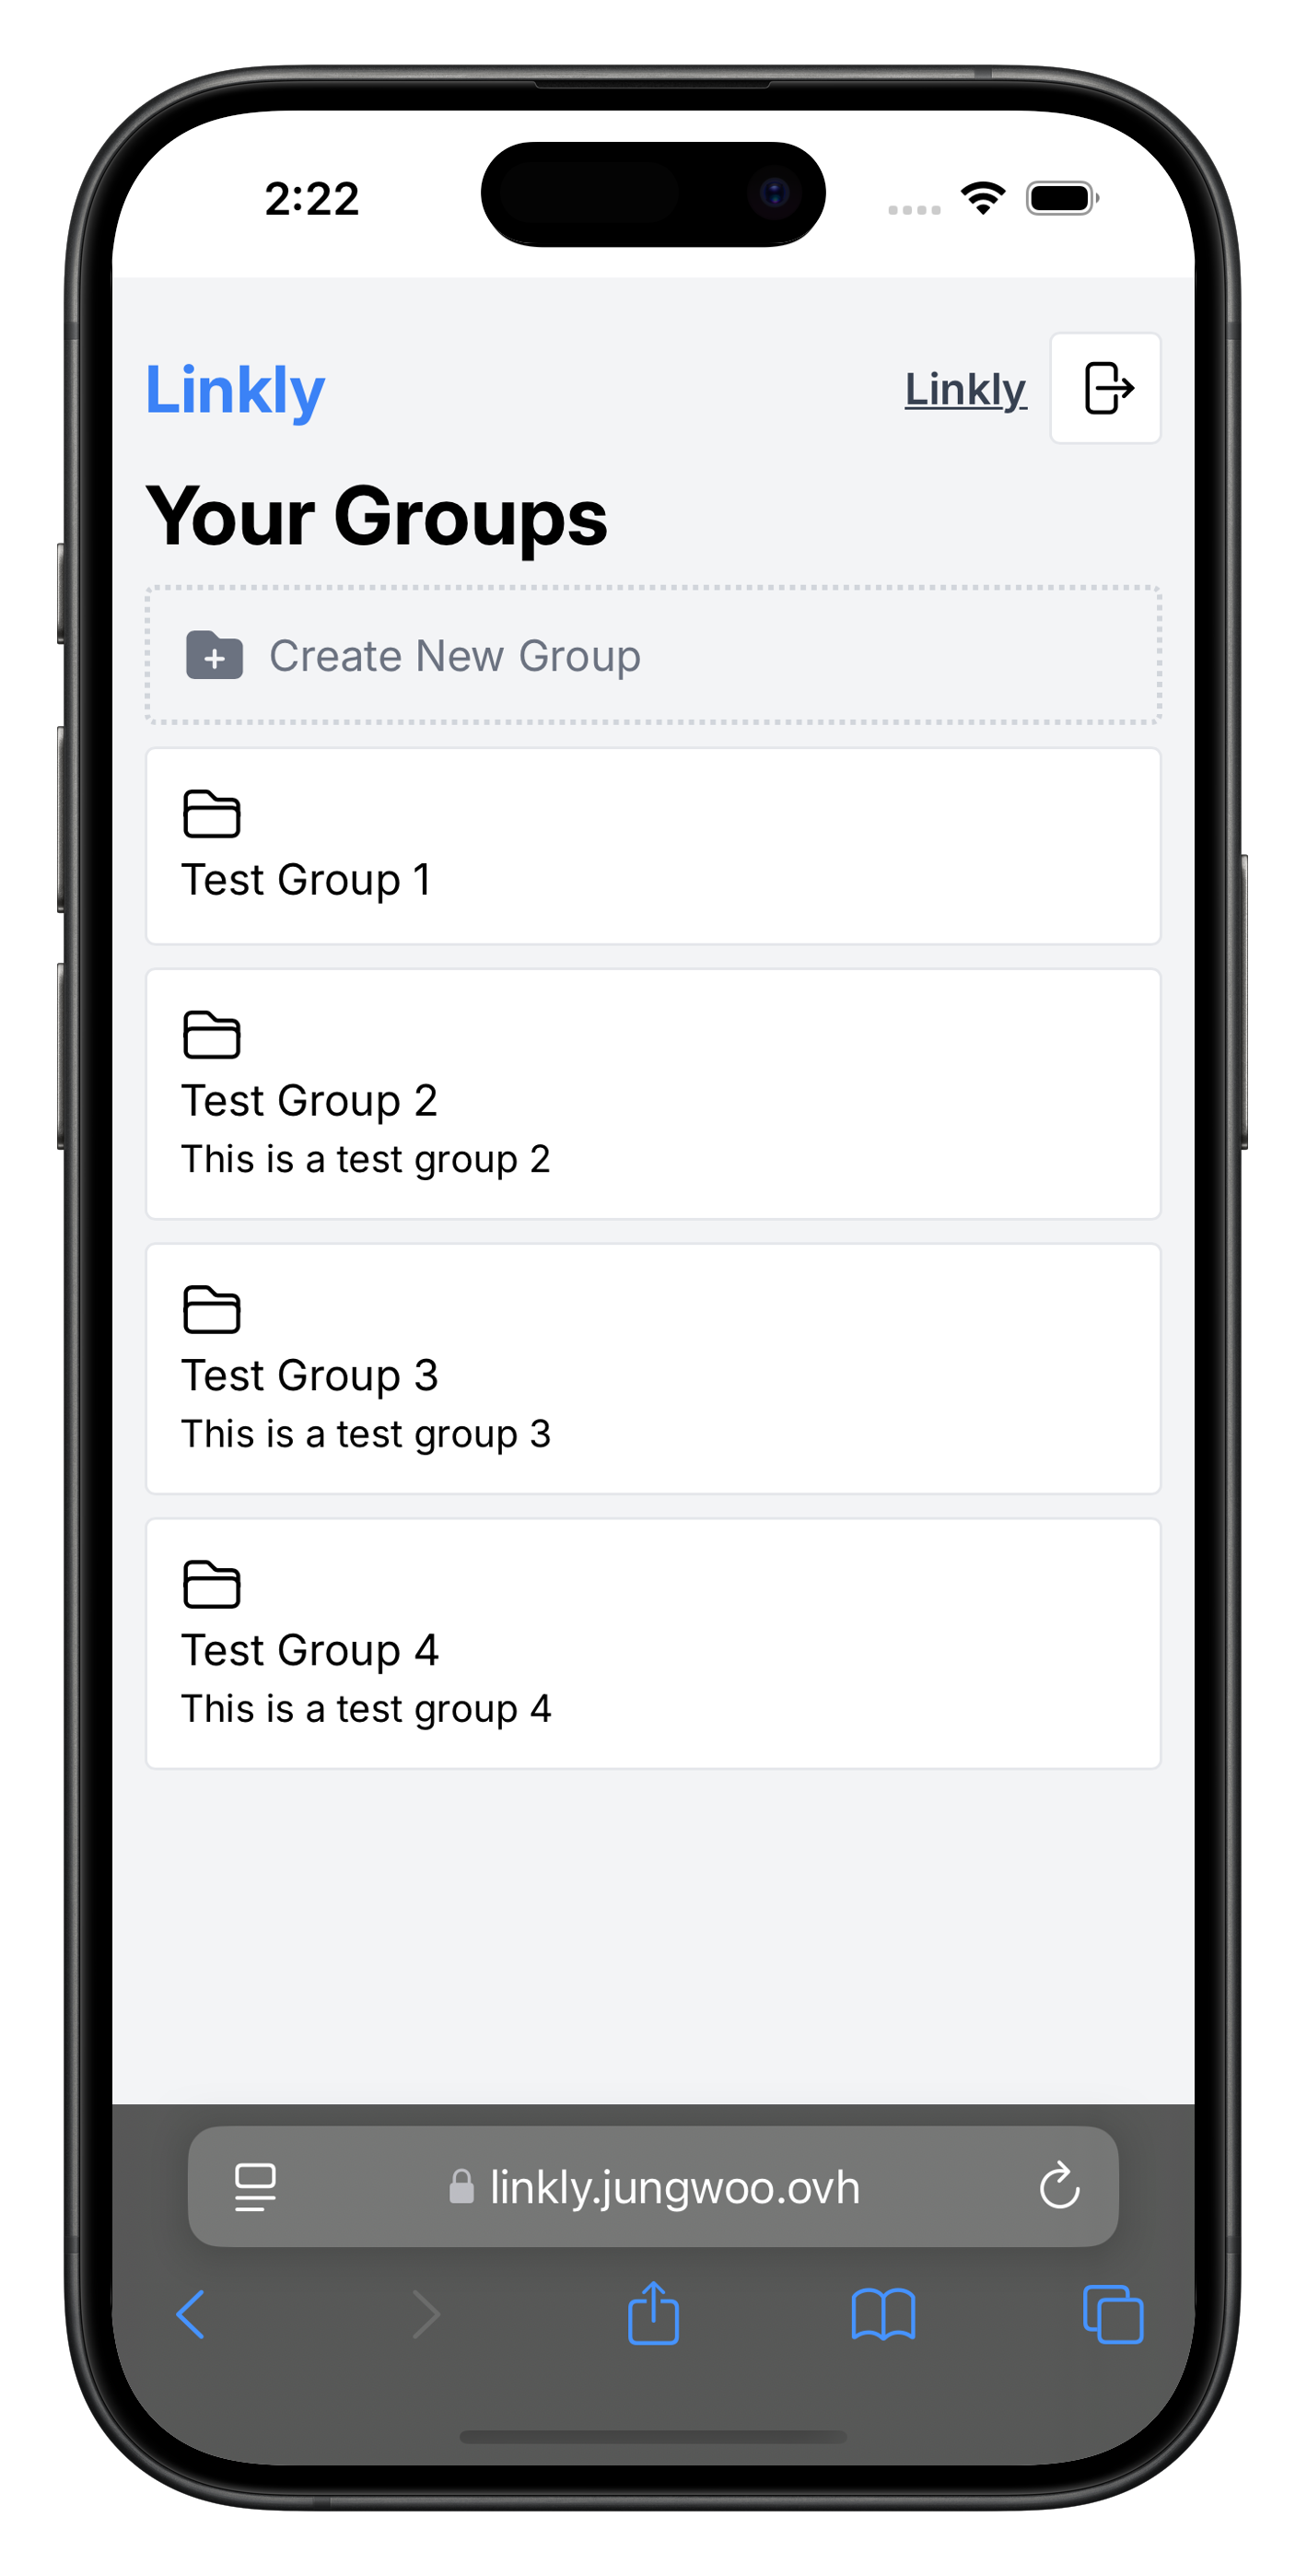 2:22
Linkly
Linkly
Your Groups
Create New Group
Test Group 1
Test Group 2
This is a test group 2
Test Group 3
This is a test group 3
Test Group 4
This is a test group 4
linkly.jungwoo.ovh